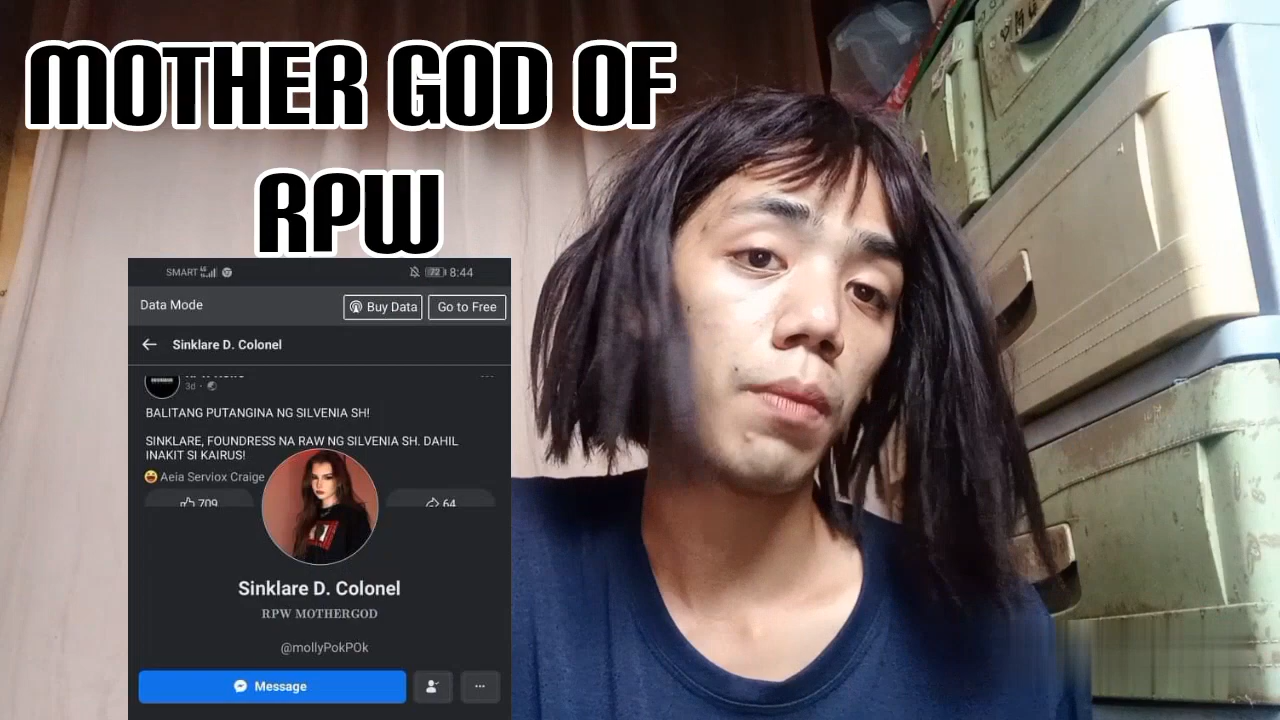 MOTHER GOD OF
RPW
SMART 72 8:44
Data Mode
Buy Data
Go to Free
Sinklare D. Colonel
3d
BALITANG PUTANGINA NG SILVENIA SH!
SINKLARE, FOUNDRESS NA RAW NG SILVENIA SH. DAHIL
INAKIT SI KAIRUS!
Aeia Serviox Craige
709
64
Sinklare D. Colonel
RPW MOTHERGOD
@mollyPokPOk
Message